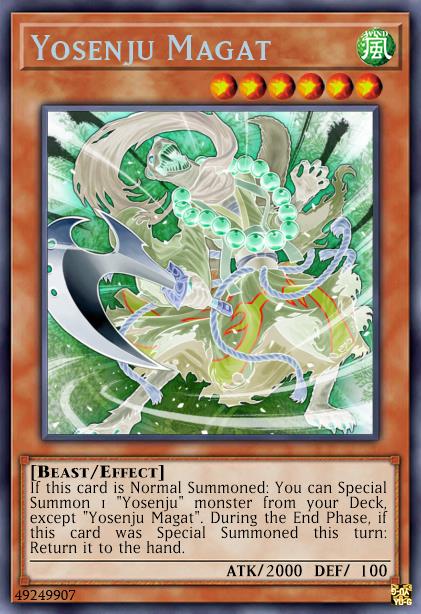 Yosenju Magat
WIND
風
[Beast/Effect]
If this card is Normal Summoned: You can Special
Summon 1 "Yosenju" monster from your Deck,
except "Yosenju Magat". During the End Phase, if
this card was Special Summoned this turn:
Return it to the hand.
ATK/2000 DEF/ 100
49249907